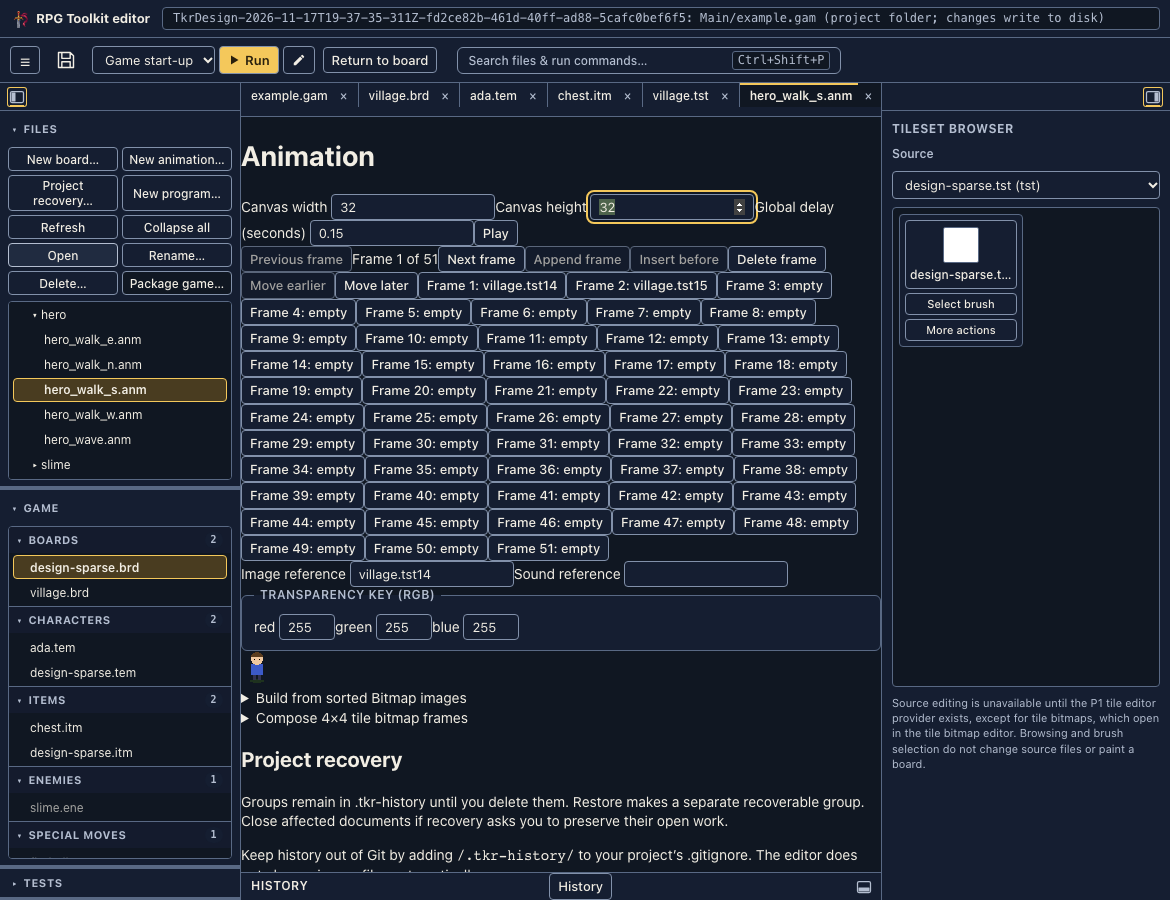 RPG Toolkit editor
TkrDesign-2026-11-17T19-37-35-311Z-fd2ce82b-461d-40ff-ad88-5cafc0bef6f5: Main/example.gam (project folder; changes write to disk)
Game start-up
Run
Return to board
Search files & run commands...
Ctrl+Shift+P
FILES
New board...
New animation...
Project recovery...
New program...
Refresh
Collapse all
Open
Rename...
Delete...
Package game...
hero
hero_walk_e.anm
hero_walk_n.anm
hero_walk_s.anm
hero_walk_w.anm
hero_wave.anm
slime
GAME
BOARDS 2
design-sparse.brd
village.brd
CHARACTERS 2
ada.tem
design-sparse.tem
ITEMS 2
chest.itm
design-sparse.itm
ENEMIES 1
slime.ene
SPECIAL MOVES 1
TESTS
example.gam ×
village.brd ×
ada.tem ×
chest.itm ×
village.tst ×
hero_walk_s.anm ×
Animation
Canvas width 32 Canvas height 32 Global delay
(seconds) 0.15 Play
Previous frame Frame 1 of 51 Next frame Append frame Insert before Delete frame
Move earlier Move later Frame 1: village.tst14 Frame 2: village.tst15 Frame 3: empty
Frame 4: empty Frame 5: empty Frame 6: empty Frame 7: empty Frame 8: empty
Frame 9: empty Frame 10: empty Frame 11: empty Frame 12: empty Frame 13: empty
Frame 14: empty Frame 15: empty Frame 16: empty Frame 17: empty Frame 18: empty
Frame 19: empty Frame 20: empty Frame 21: empty Frame 22: empty Frame 23: empty
Frame 24: empty Frame 25: empty Frame 26: empty Frame 27: empty Frame 28: empty
Frame 29: empty Frame 30: empty Frame 31: empty Frame 32: empty Frame 33: empty
Frame 34: empty Frame 35: empty Frame 36: empty Frame 37: empty Frame 38: empty
Frame 39: empty Frame 40: empty Frame 41: empty Frame 42: empty Frame 43: empty
Frame 44: empty Frame 45: empty Frame 46: empty Frame 47: empty Frame 48: empty
Frame 49: empty Frame 50: empty Frame 51: empty
Image reference village.tst14 Sound reference
TRANSPARENCY KEY (RGB)
red 255 green 255 blue 255
Build from sorted Bitmap images
Compose 4×4 tile bitmap frames
Project recovery
Groups remain in .tkr-history until you delete them. Restore makes a separate recoverable group.
Close affected documents if recovery asks you to preserve their open work.
Keep history out of Git by adding /.tkr-history/ to your project's .gitignore. The editor does
HISTORY
History
TILESET BROWSER
Source
design-sparse.tst (tst)
design-sparse.t...
Select brush
More actions
Source editing is unavailable until the P1 tile editor
provider exists, except for tile bitmaps, which open
in the tile bitmap editor. Browsing and brush
selection do not change source files or paint a
board.